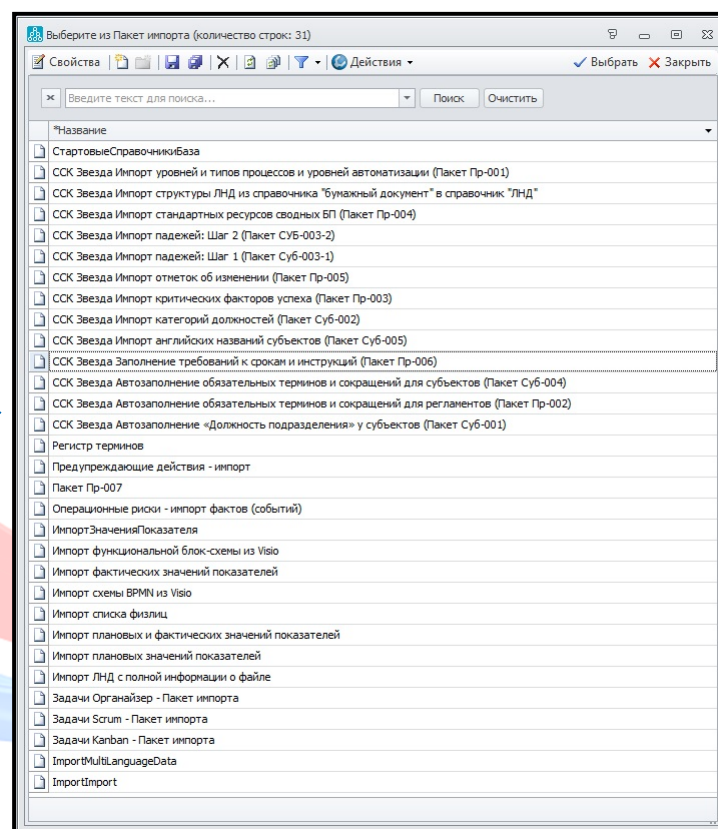 Выберите из Пакет импорта (количество строк: 31)
Свойства Действия Выбрать Закрыть
Введите текст для поиска... Поиск Очистить
*Название
СтартовыеСправочникиБаза
ССК Звезда Импорт уровней и типов процессов и уровней автоматизации (Пакет Пр-001)
ССК Звезда Импорт структуры ЛНД из справочника "бумажный документ" в справочник "ЛНД"
ССК Звезда Импорт стандартных ресурсов сводных БП (Пакет Пр-004)
ССК Звезда Импорт падежей: Шаг 2 (Пакет СУБ-003-2)
ССК Звезда Импорт падежей: Шаг 1 (Пакет Суб-003-1)
ССК Звезда Импорт отметок об изменении (Пакет Пр-005)
ССК Звезда Импорт критических факторов успеха (Пакет Пр-003)
ССК Звезда Импорт категорий должностей (Пакет Суб-002)
ССК Звезда Импорт английских названий субъектов (Пакет Суб-005)
ССК Звезда Заполнение требований к срокам и инструкций (Пакет Пр-006)
ССК Звезда Автозаполнение обязательных терминов и сокращений для субъектов (Пакет Суб-004)
ССК Звезда Автозаполнение обязательных терминов и сокращений для регламентов (Пакет Пр-002)
ССК Звезда Автозаполнение «Должность подразделения» у субъектов (Пакет Суб-001)
Регистр терминов
Предупреждающие действия - импорт
Пакет Пр-007
Операционные риски - импорт фактов (событий)
ИмпортЗначенияПоказателя
Импорт функциональной блок-схемы из Visio
Импорт фактических значений показателей
Импорт схемы BPMN из Visio
Импорт списка физлиц
Импорт плановых и фактических значений показателей
Импорт плановых значений показателей
Импорт ЛНД с полной информации о файле
Задачи Органайзер - Пакет импорта
Задачи Scrum - Пакет импорта
Задачи Kanban - Пакет импорта
ImportMultiLanguageData
ImportImport